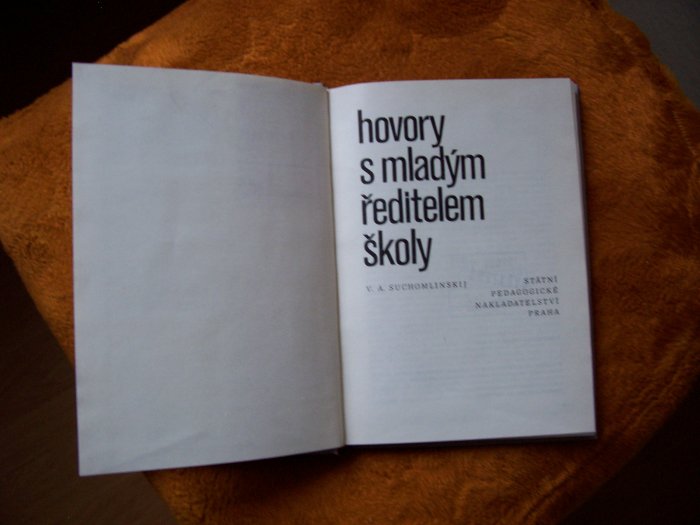 hovory
s mladým
ředitelem
školy
V. A. SUCHOMLINSKIJ
STÁTNÍ
PEDAGOGICKÉ
NAKLADATELSTVÍ
PRAHA